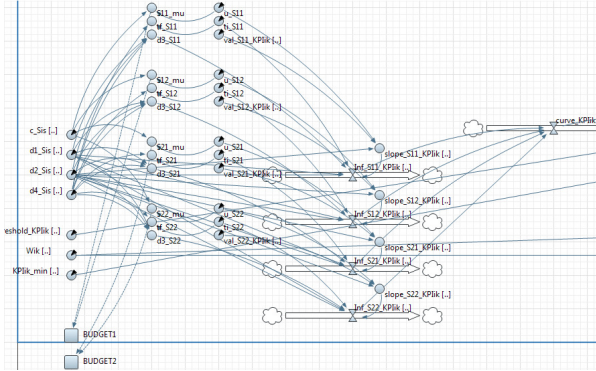 S11_mu
u_S11
tf_S11
ti_S11
d3_S11
val_S11_KPIik [..]
S12_mu
u_S12
tf_S12
ti_S12
d3_S12
val_S12_KPIik [..]
curve_KPIik
c_Sis [..]
d1_Sis [..]
d2_Sis [..]
d4_Sis [..]
S21_mu
u_S21
tf_S21
ti_S21
d3_S21
val_S21_KPIik [..]
slope_S11_KPIik [..]
Inf_S11_KPIik [..]
slope_S12_KPIik [..]
S22_mu
u_S22
tf_S22
ti_S22
d3_S22
val_S22_KPIik [..]
Inf_S12_KPIik [..]
eshold_KPIik [..]
Wik [..]
KPIik_min [..]
slope_S21_KPIik [..]
Inf_S21_KPIik [..]
slope_S22_KPIik [..]
Inf_S22_KPIik [..]
BUDGET1
BUDGET2